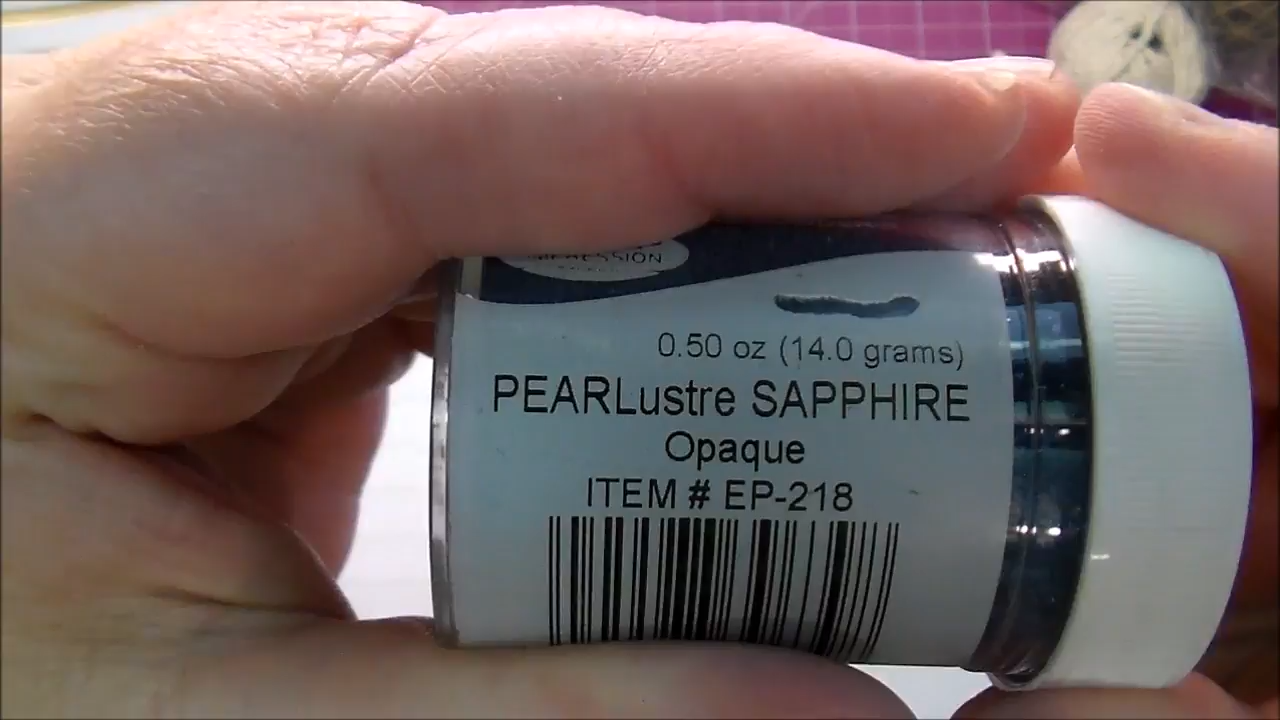 0.50 oz (14.0 grams)
PEARLustre SAPPHIRE
Opaque
ITEM # EP-218